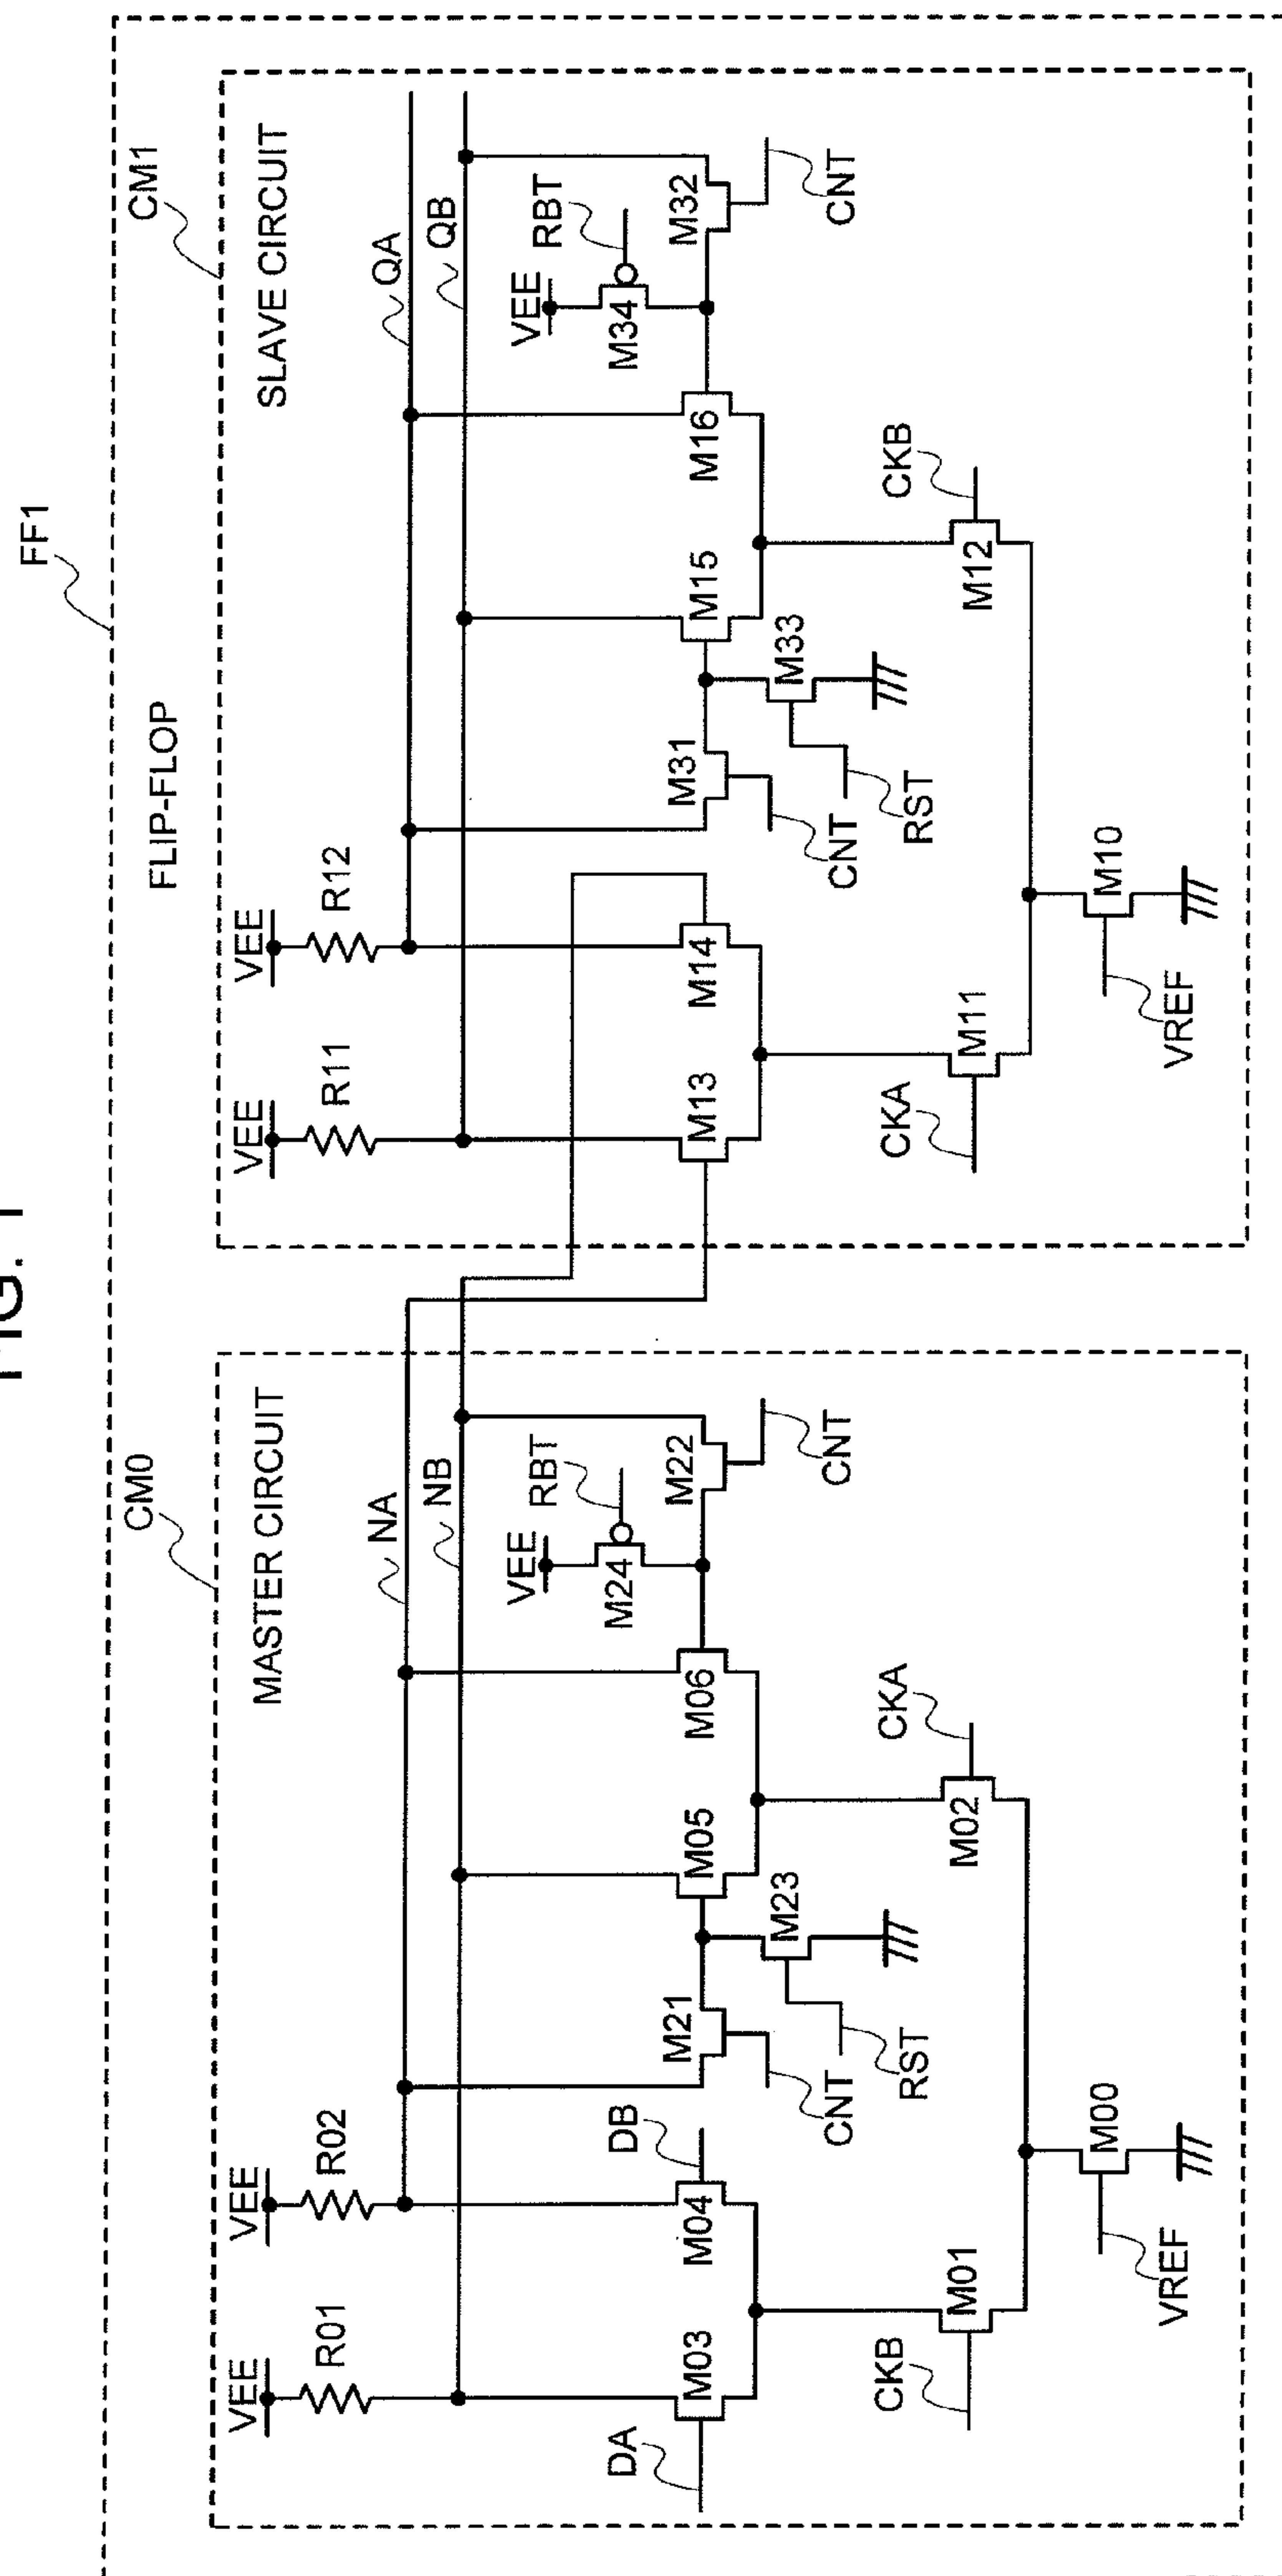 FIG. 1
FF1
FLIP-FLOP
CM0
MASTER CIRCUIT
VEE
R01
VEE
R02
NA
NB
DA
M03
M04
DB
M21
CNT
M23
RST
M05
M06
VEE
M24
RBT
M22
CNT
CKB
M01
M02
CKA
VREF
M00
CM1
SLAVE CIRCUIT
VEE
R11
VEE
R12
QA
QB
M13
M14
M31
CNT
M33
RST
M15
M16
VEE
M34
RBT
M32
CNT
CKA
M11
M12
CKB
VREF
M10